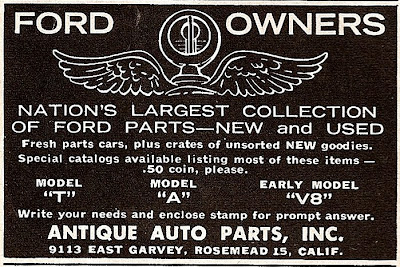 FORD OWNERS
NATION'S LARGEST COLLECTION
OF FORD PARTS—NEW and USED
Fresh parts cars, plus crates of unsorted NEW goodies.
Special catalogs available listing most of these items —
.50 coin, please.
MODEL MODEL EARLY MODEL
"T" "A" "V8"
Write your needs and enclose stamp for prompt answer.
ANTIQUE AUTO PARTS, INC.
9113 EAST GARVEY, ROSEMEAD 15, CALIF.